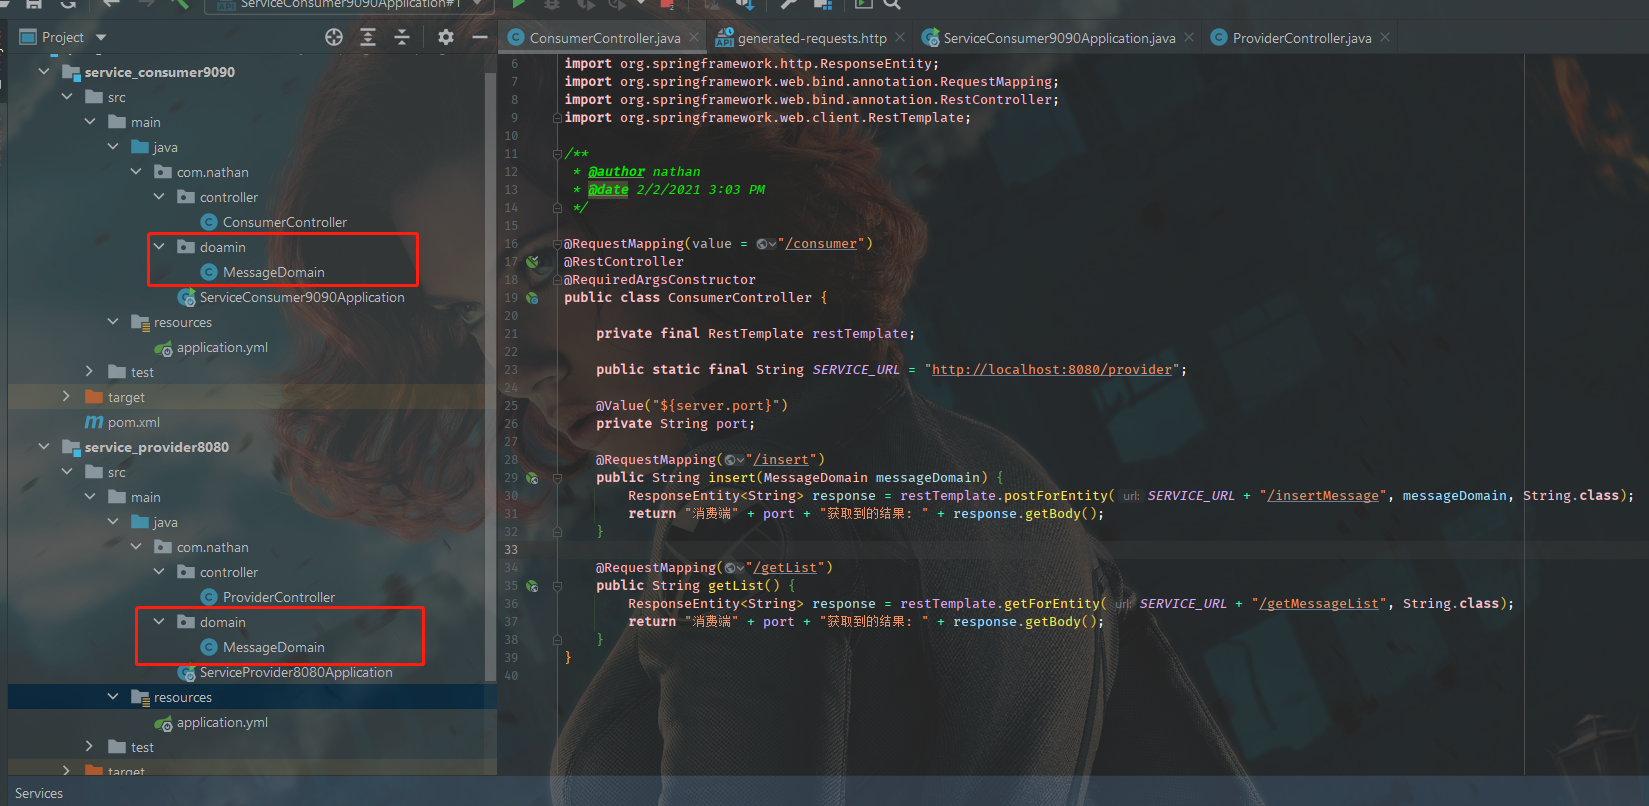 ServiceConsumer9090Application#1
Project
ConsumerController.java
generated-requests.http
ServiceConsumer9090Application.java
ProviderController.java
service_consumer9090
src
main
java
com.nathan
controller
ConsumerController
doamin
MessageDomain
ServiceConsumer9090Application
resources
application.yml
test
target
pom.xml
service_provider8080
src
main
java
com.nathan
controller
ProviderController
domain
MessageDomain
ServiceProvider8080Application
resources
application.yml
test
target
6 import org.springframework.http.ResponseEntity;
7 import org.springframework.web.bind.annotation.RequestMapping;
8 import org.springframework.web.bind.annotation.RestController;
9 import org.springframework.web.client.RestTemplate;
10
11 /**
12 * @author nathan
13 * @date 2/2/2021 3:03 PM
14 */
15
16 @RequestMapping(value = "/consumer")
17 @RestController
18 @RequiredArgsConstructor
19 public class ConsumerController {
20
21 private final RestTemplate restTemplate;
22
23 public static final String SERVICE_URL = "http://localhost:8080/provider";
24
25 @Value("${server.port}")
26 private String port;
27
28 @RequestMapping("/insert")
29 public String insert(MessageDomain messageDomain) {
30 ResponseEntity<String> response = restTemplate.postForEntity( url: SERVICE_URL + "/insertMessage", messageDomain, String.class);
31 return "消费端" + port + "获取到的结果: " + response.getBody();
32 }
33
34 @RequestMapping("/getList")
35 public String getList() {
36 ResponseEntity<String> response = restTemplate.getForEntity( url: SERVICE_URL + "/getMessageList", String.class);
37 return "消费端" + port + "获取到的结果: " + response.getBody();
38 }
39 }
40
Services